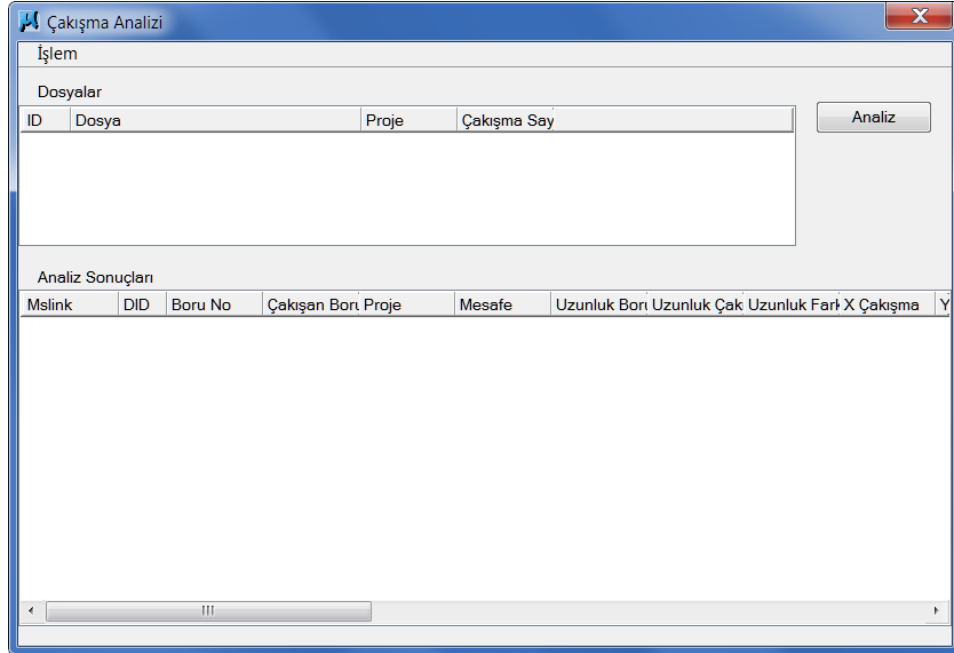 Çakışma Analizi
İşlem
Dosyalar
ID Dosya Proje Çakışma Say
Analiz
Analiz Sonuçları
Mslink DID Boru No Çakışan Boru Proje Mesafe Uzunluk Boru Uzunluk Çak Uzunluk Fark X Çakışma Y